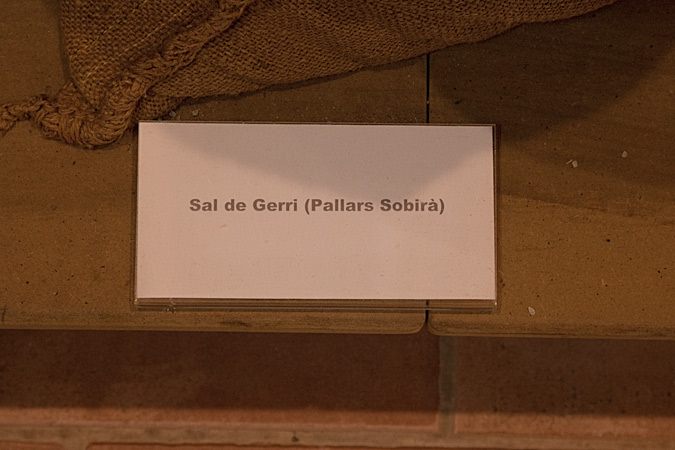 Sal de Gerri (Pallars Sobirà)